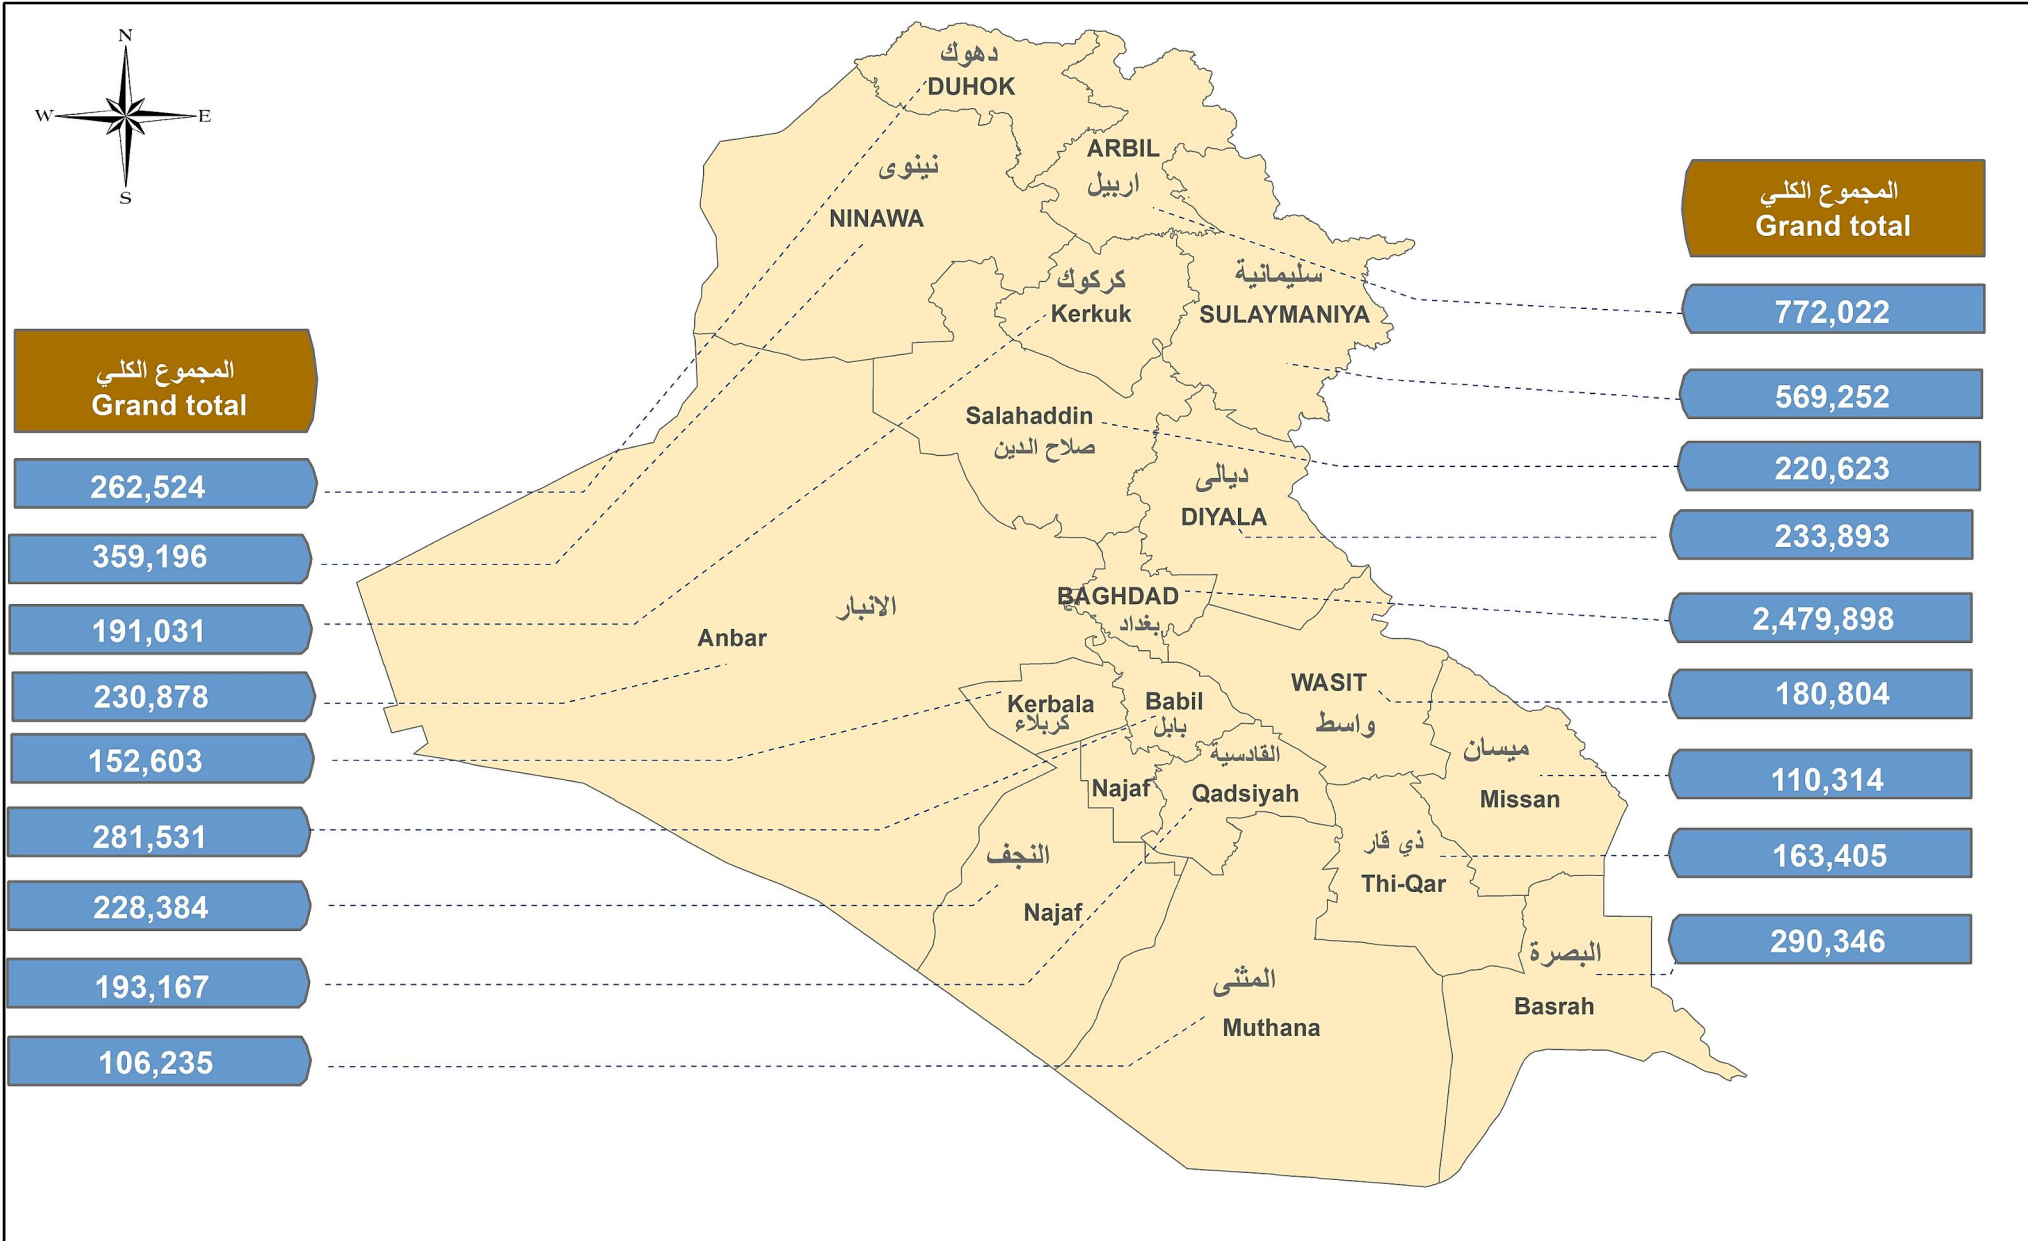 N
W
E
S
دهوك
DUHOK
ARBIL
اربيل
نينوى
NINAWA
المجموع الكلي
Grand total
كركوك
Kerkuk
سليمانية
SULAYMANIYA
772,022
569,252
المجموع الكلي
Grand total
Salahaddin
صلاح الدين
220,623
262,524
ديالى
DIYALA
233,893
359,196
الانبار
Anbar
BAGHDAD
بغداد
2,479,898
191,031
230,878
Kerbala
كربلاء
Babil
بابل
WASIT
واسط
180,804
152,603
القادسية
Qadsiyah
Najaf
ميسان
Missan
110,314
281,531
النجف
Najaf
ذي قار
Thi-Qar
163,405
228,384
البصرة
Basrah
290,346
193,167
المثنى
Muthana
106,235